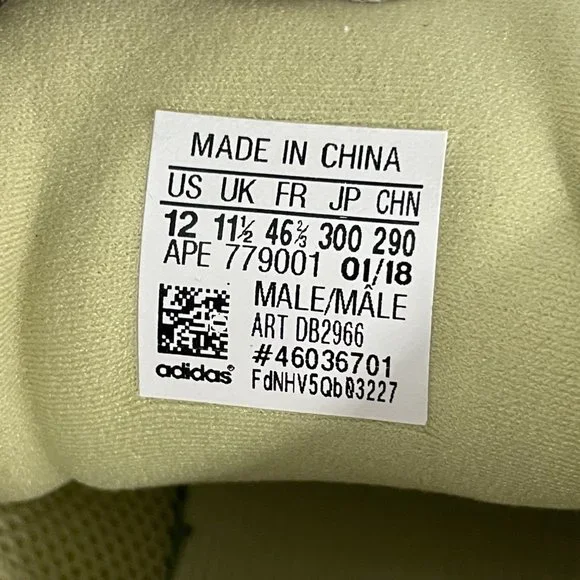 MADE IN CHINA
US UK FR JP CHN
12 11½ 46⅔ 300 290
APE 779001 01/18
MALE/MÂLE
ART DB2966
#46036701
adidas® FdNHV5Qb03227